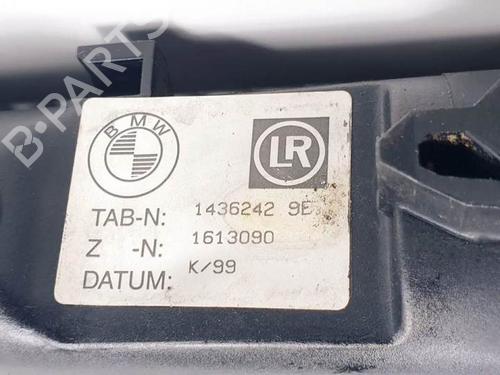 B-PARTS
BMW
LR
TAB-N: 1436242 9E
Z -N: 1613090
DATUM: K/99